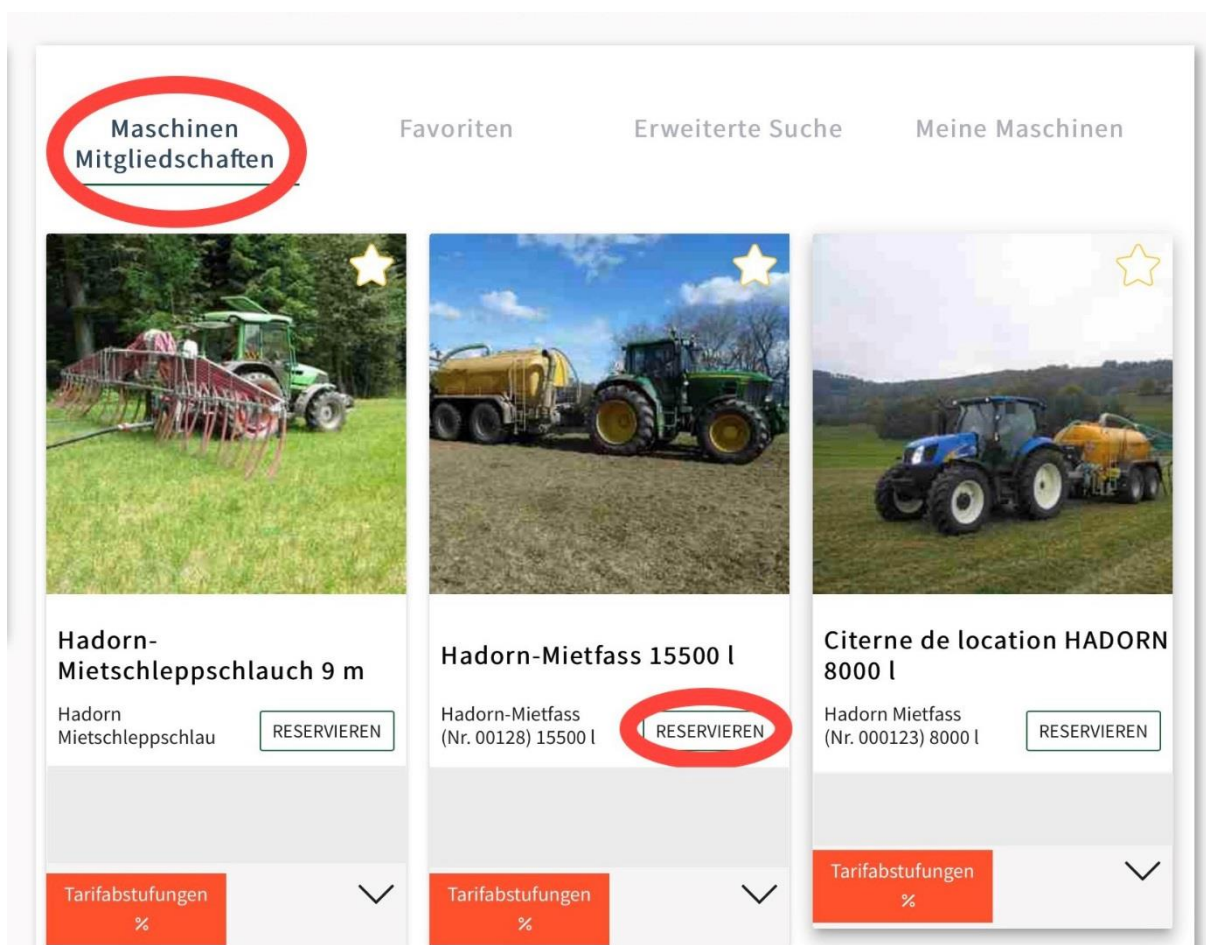 Maschinen
Mitgliedschaften
Favoriten
Erweiterte Suche
Meine Maschinen
Hadorn-
Mietschleppschlauch 9 m
Hadorn
Mietschleppschlau
RESERVIEREN
Tarifabstufungen
%
Hadorn-Mietfass 15500 l
Hadorn-Mietfass
(Nr. 00128) 15500 l
RESERVIEREN
Tarifabstufungen
%
Citerne de location HADORN
8000 l
Hadorn Mietfass
(Nr. 000123) 8000 l
RESERVIEREN
Tarifabstufungen
%